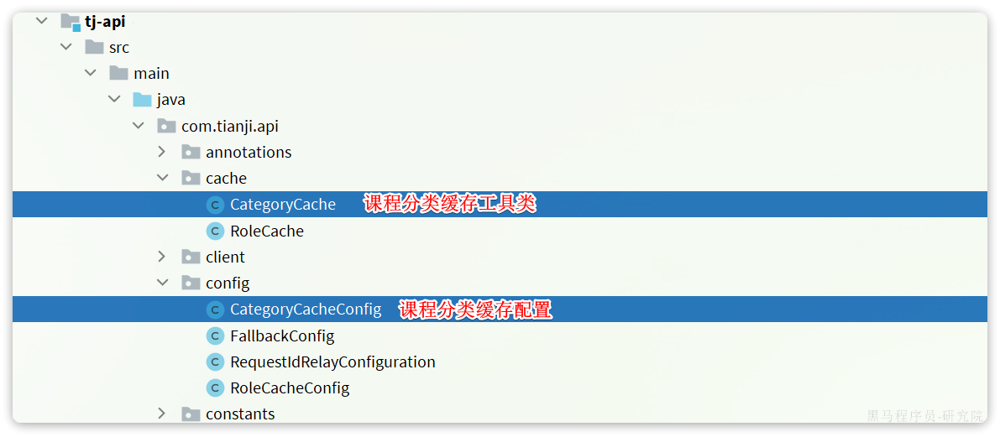 tj-api
src
main
java
com.tianji.api
annotations
cache
C CategoryCache 课程分类缓存工具类
C RoleCache
client
config
C CategoryCacheConfig 课程分类缓存配置
C FallbackConfig
C RequestIdRelayConfiguration
C RoleCacheConfig
constants
黑马程序员-研究院